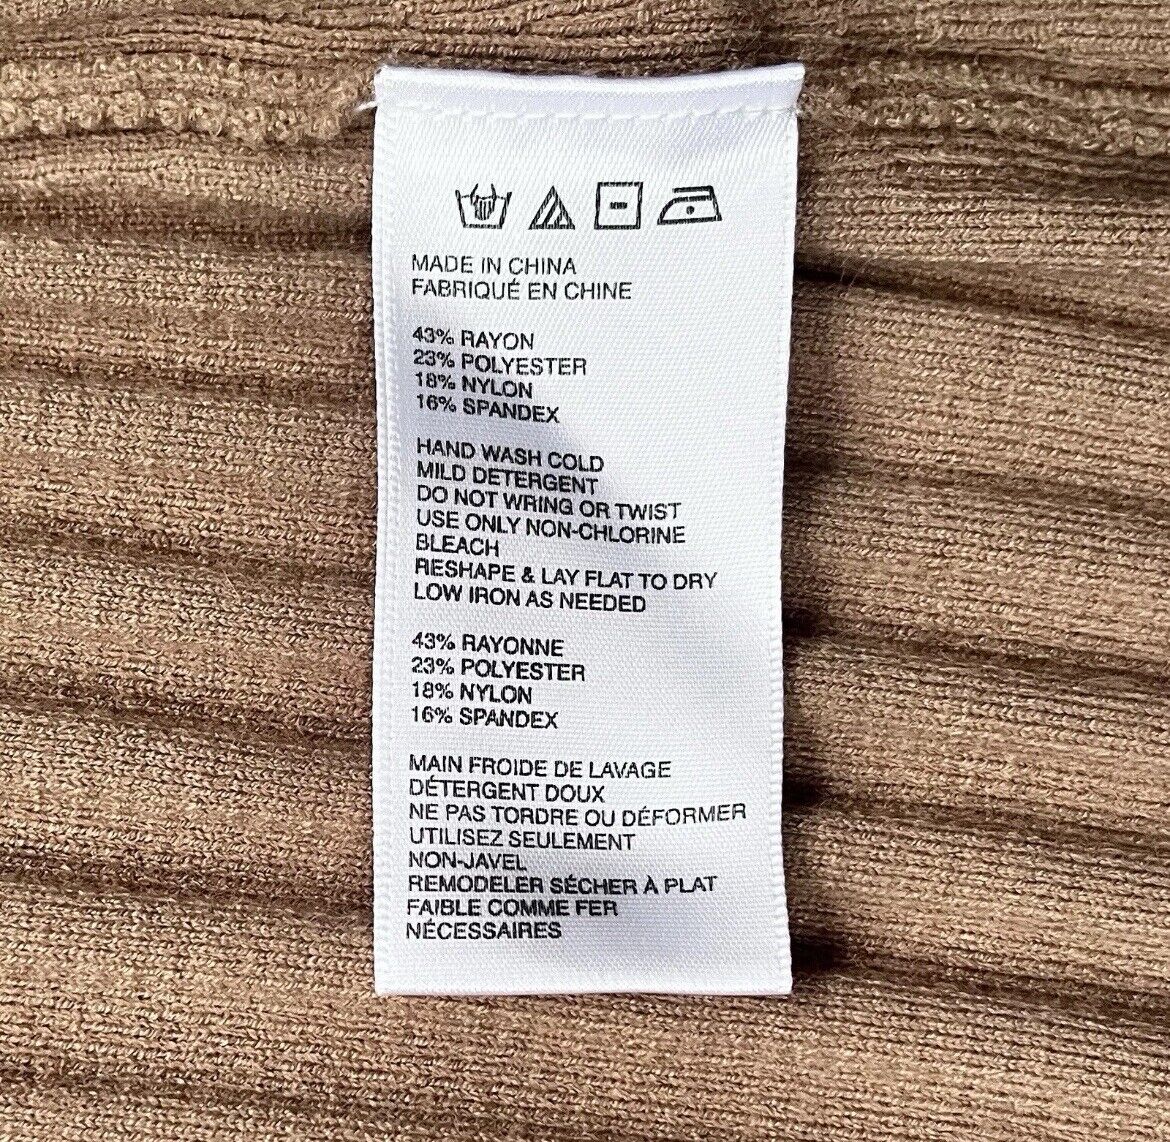 MADE IN CHINA
FABRIQUÉ EN CHINE
43% RAYON
23% POLYESTER
18% NYLON
16% SPANDEX
HAND WASH COLD
MILD DETERGENT
DO NOT WRING OR TWIST
USE ONLY NON-CHLORINE
BLEACH
RESHAPE & LAY FLAT TO DRY
LOW IRON AS NEEDED
43% RAYONNE
23% POLYESTER
18% NYLON
16% SPANDEX
MAIN FROIDE DE LAVAGE
DÉTERGENT DOUX
NE PAS TORDRE OU DÉFORMER
UTILISEZ SEULEMENT
NON-JAVEL
REMODELER SÉCHER À PLAT
FAIBLE COMME FER
NÉCESSAIRES